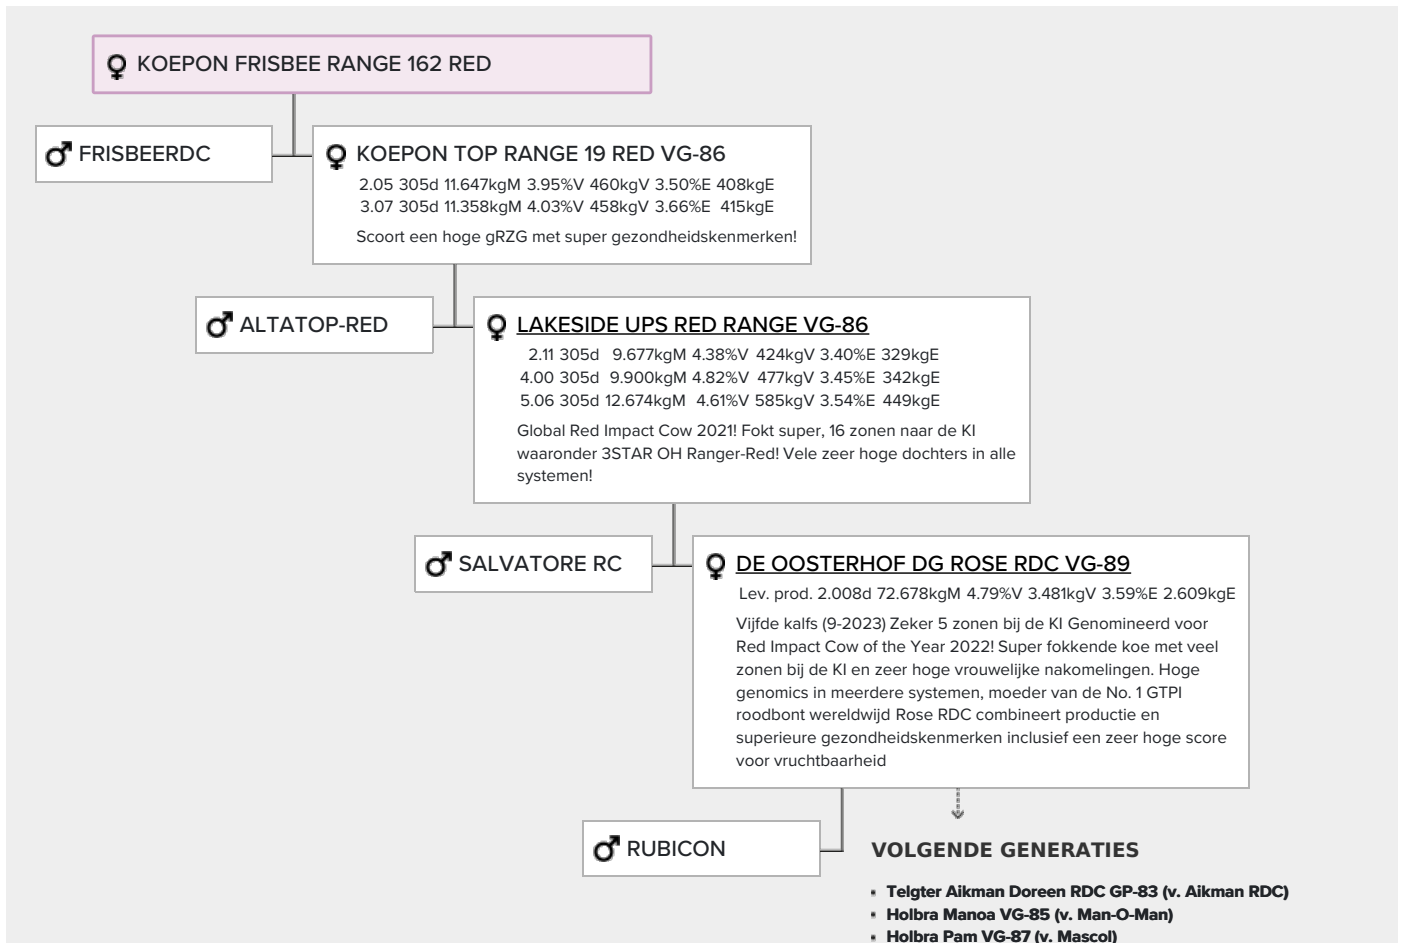 KOEPON FRISBEE RANGE 162 RED
FRISBEERDC
KOEPON TOP RANGE 19 RED VG-86
2.05 305d 11.647kgM 3.95%V 460kgV 3.50%E 408kgE
3.07 305d 11.358kgM 4.03%V 458kgV 3.66%E 415kgE
Scoort een hoge gRZG met super gezondheidskenmerken!
ALTATOP-RED
LAKESIDE UPS RED RANGE VG-86
2.11 305d 9.677kgM 4.38%V 424kgV 3.40%E 329kgE
4.00 305d 9.900kgM 4.82%V 477kgV 3.45%E 342kgE
5.06 305d 12.674kgM 4.61%V 585kgV 3.54%E 449kgE
Global Red Impact Cow 2021! Fokt super, 16 zonen naar de KI
waaronder 3STAR OH Ranger-Red! Vele zeer hoge dochters in alle
systemen!
SALVATORE RC
DE OOSTERHOF DG ROSE RDC VG-89
Lev. prod. 2.008d 72.678kgM 4.79%V 3.481kgV 3.59%E 2.609kgE
Vijfde kalfs (9-2023) Zeker 5 zonen bij de KI Genomineerd voor
Red Impact Cow of the Year 2022! Super fokkende koe met veel
zonen bij de KI en zeer hoge vrouwelijke nakomelingen. Hoge
genomics in meerdere systemen, moeder van de No. 1 GTPI
roodbont wereldwijd Rose RDC combineert productie en
superieure gezondheidskenmerken inclusief een zeer hoge score
voor vruchtbaarheid
RUBICON
VOLGENDE GENERATIES
Telgter Aikman Doreen RDC GP-83 (v. Aikman RDC)
Holbra Manoa VG-85 (v. Man-O-Man)
Holbra Pam VG-87 (v. Mascol)